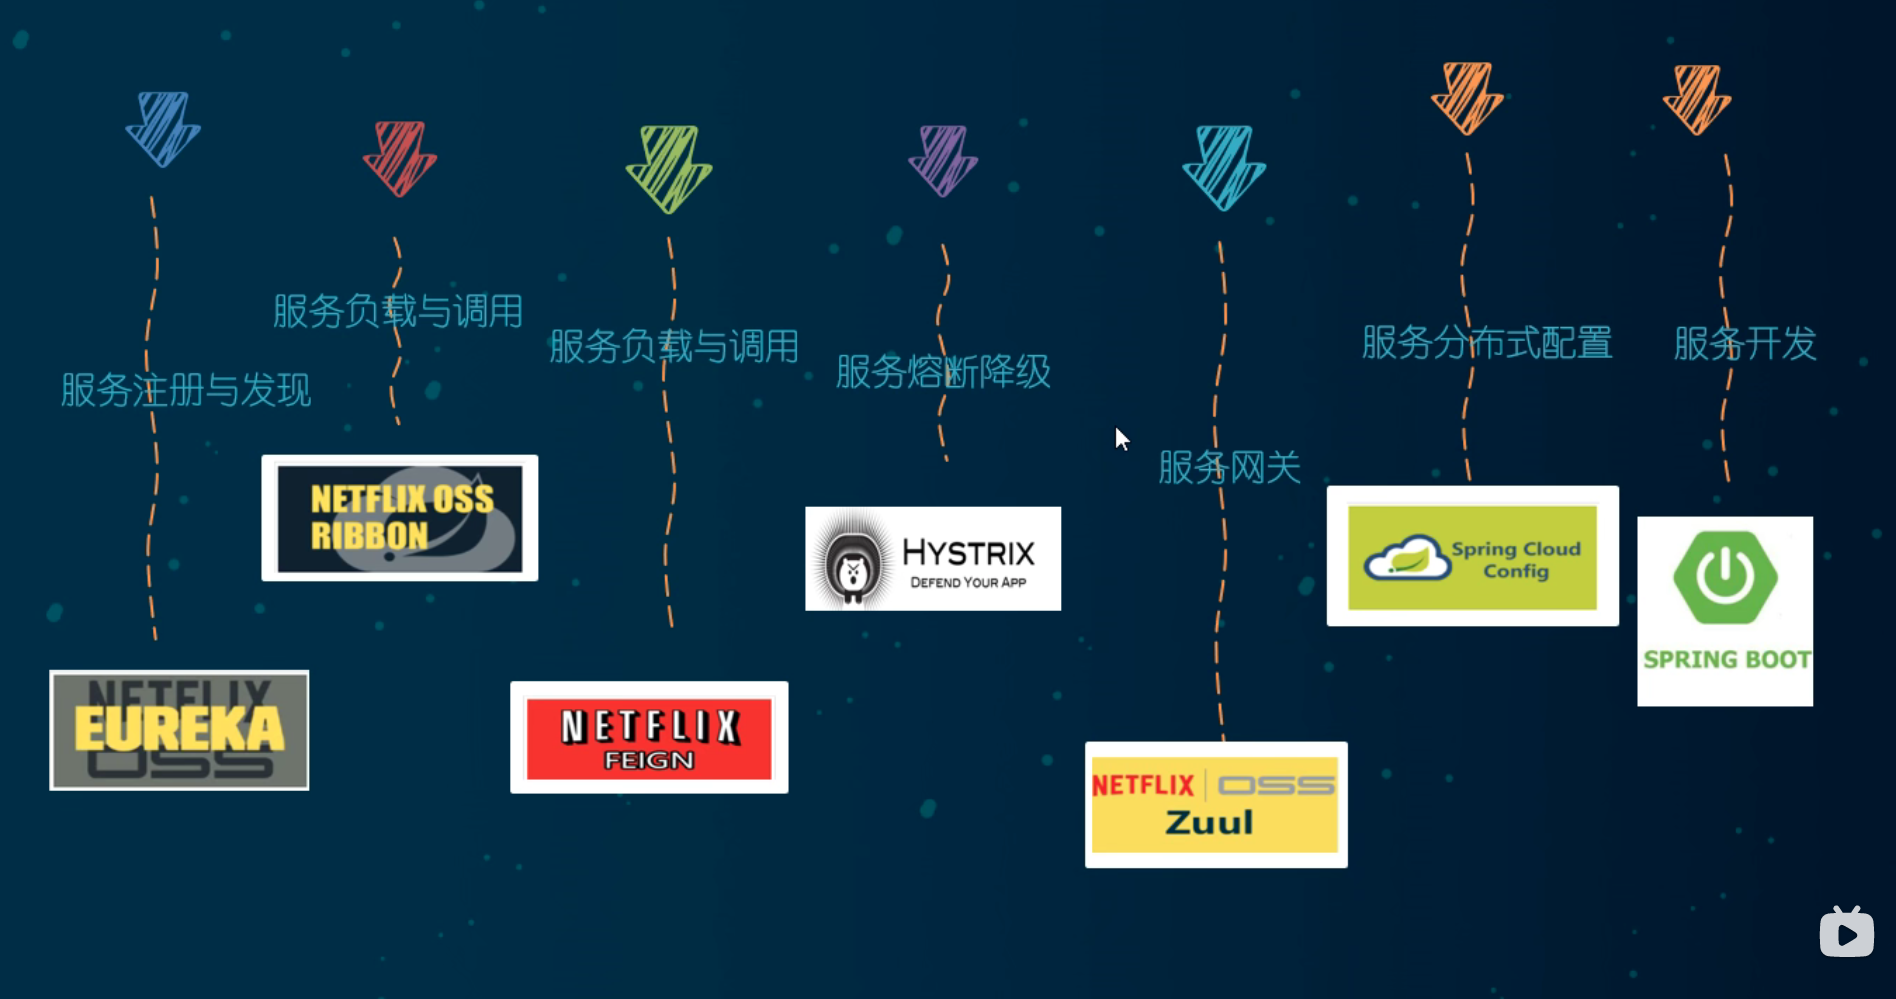 服务注册与发现
NETFLIX
EUREKA
OSS
服务负载与调用
NETFLIX OSS
RIBBON
服务负载与调用
NETFLIX
FEIGN
服务熔断降级
HYSTRIX
DEFEND YOUR APP
服务网关
NETFLIX | OSS
Zuul
服务分布式配置
Spring Cloud
Config
服务开发
SPRING BOOT